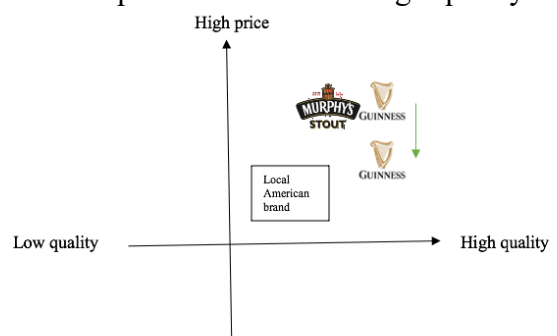 High price
MURPHY'S
STOUT
GUINNESS
GUINNESS
Local
American
brand
Low quality
High quality